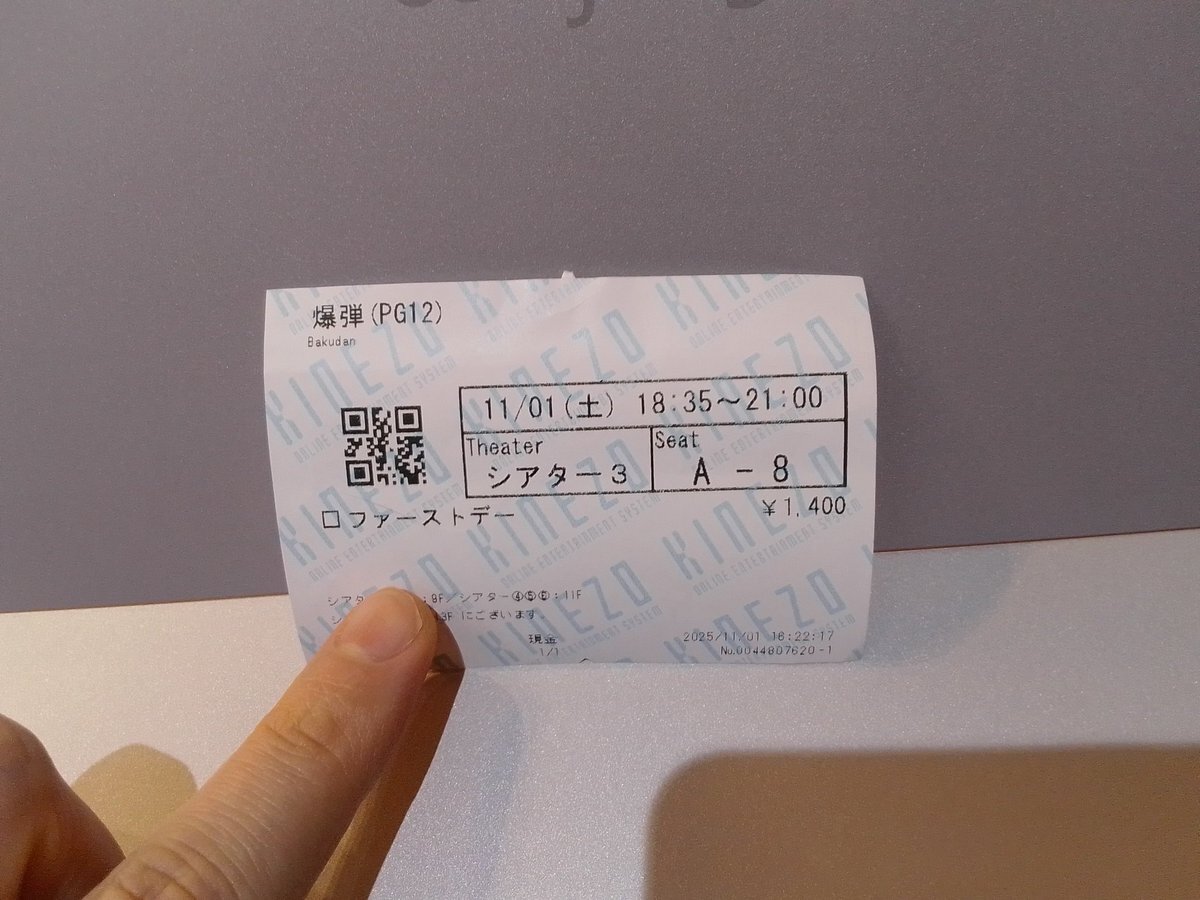 爆弾(PG12)
Bakudan
11/01(土) 18:35～21:00
Theater
シアター3
Seat
A - 8
□ファーストデー
¥1,400
シア :9F/シアター④⑤⑥:11F
13F にございます。
現金
1/1
2025/11/01 16:22:17
No.0044807620-1
KINEZO
ONLINE ENTERTAINMENT SYSTEM